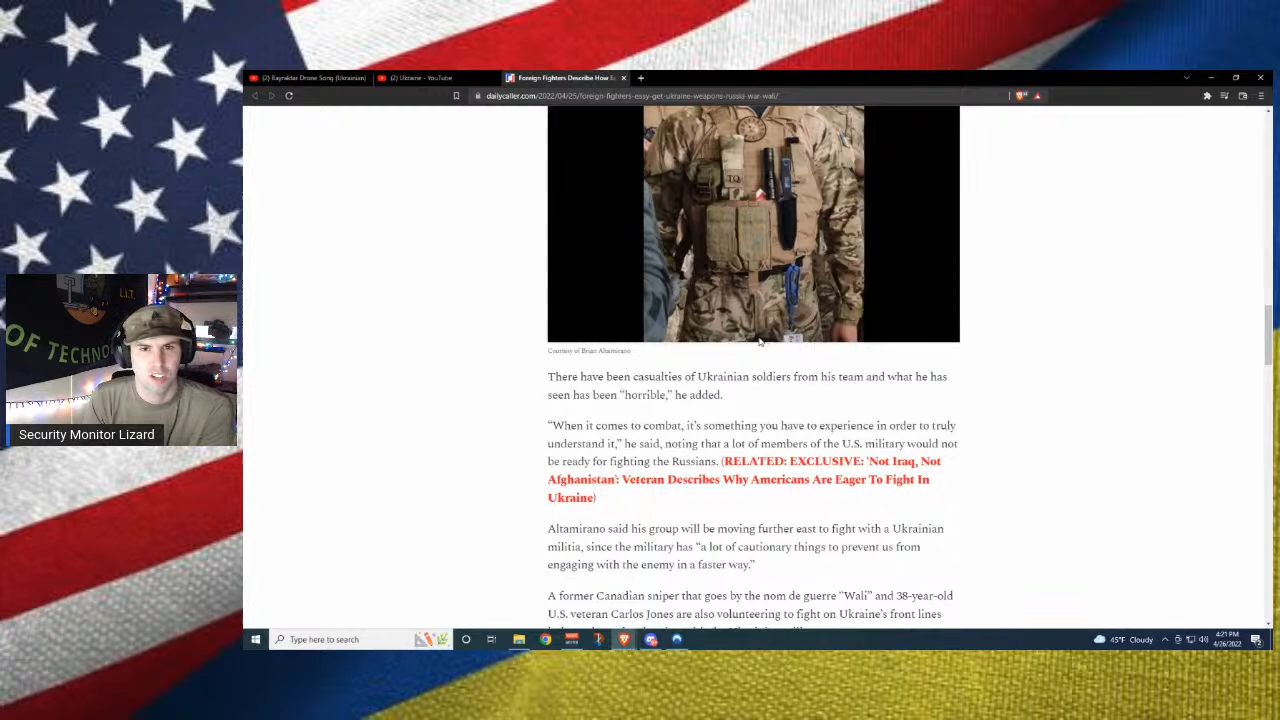 (2) Bayraktar Drone Song (Ukrainian)
(2) Ukraine - YouTube
Foreign Fighters Describe How E
dailycaller.com/2022/04/25/foreign-fighters-essy-get-ukraine-weapons-russia-war-wali/
TQ
Courtesy of Brian Altamirano
There have been casualties of Ukrainian soldiers from his team and what he has
seen has been “horrible,” he added.
“When it comes to combat, it’s something you have to experience in order to truly
understand it,” he said, noting that a lot of members of the U.S. military would not
be ready for fighting the Russians. (RELATED: EXCLUSIVE: ‘Not Iraq, Not
Afghanistan’: Veteran Describes Why Americans Are Eager To Fight In
Ukraine)
Altamirano said his group will be moving further east to fight with a Ukrainian
militia, since the military has “a lot of cautionary things to prevent us from
engaging with the enemy in a faster way.”
A former Canadian sniper that goes by the nom de guerre “Wali” and 38-year-old
U.S. veteran Carlos Jones are also volunteering to fight on Ukraine’s front lines
L.I.T.
OF TECHNO
Security Monitor Lizard
Type here to search
45°F Cloudy
4:21 PM
4/26/2022